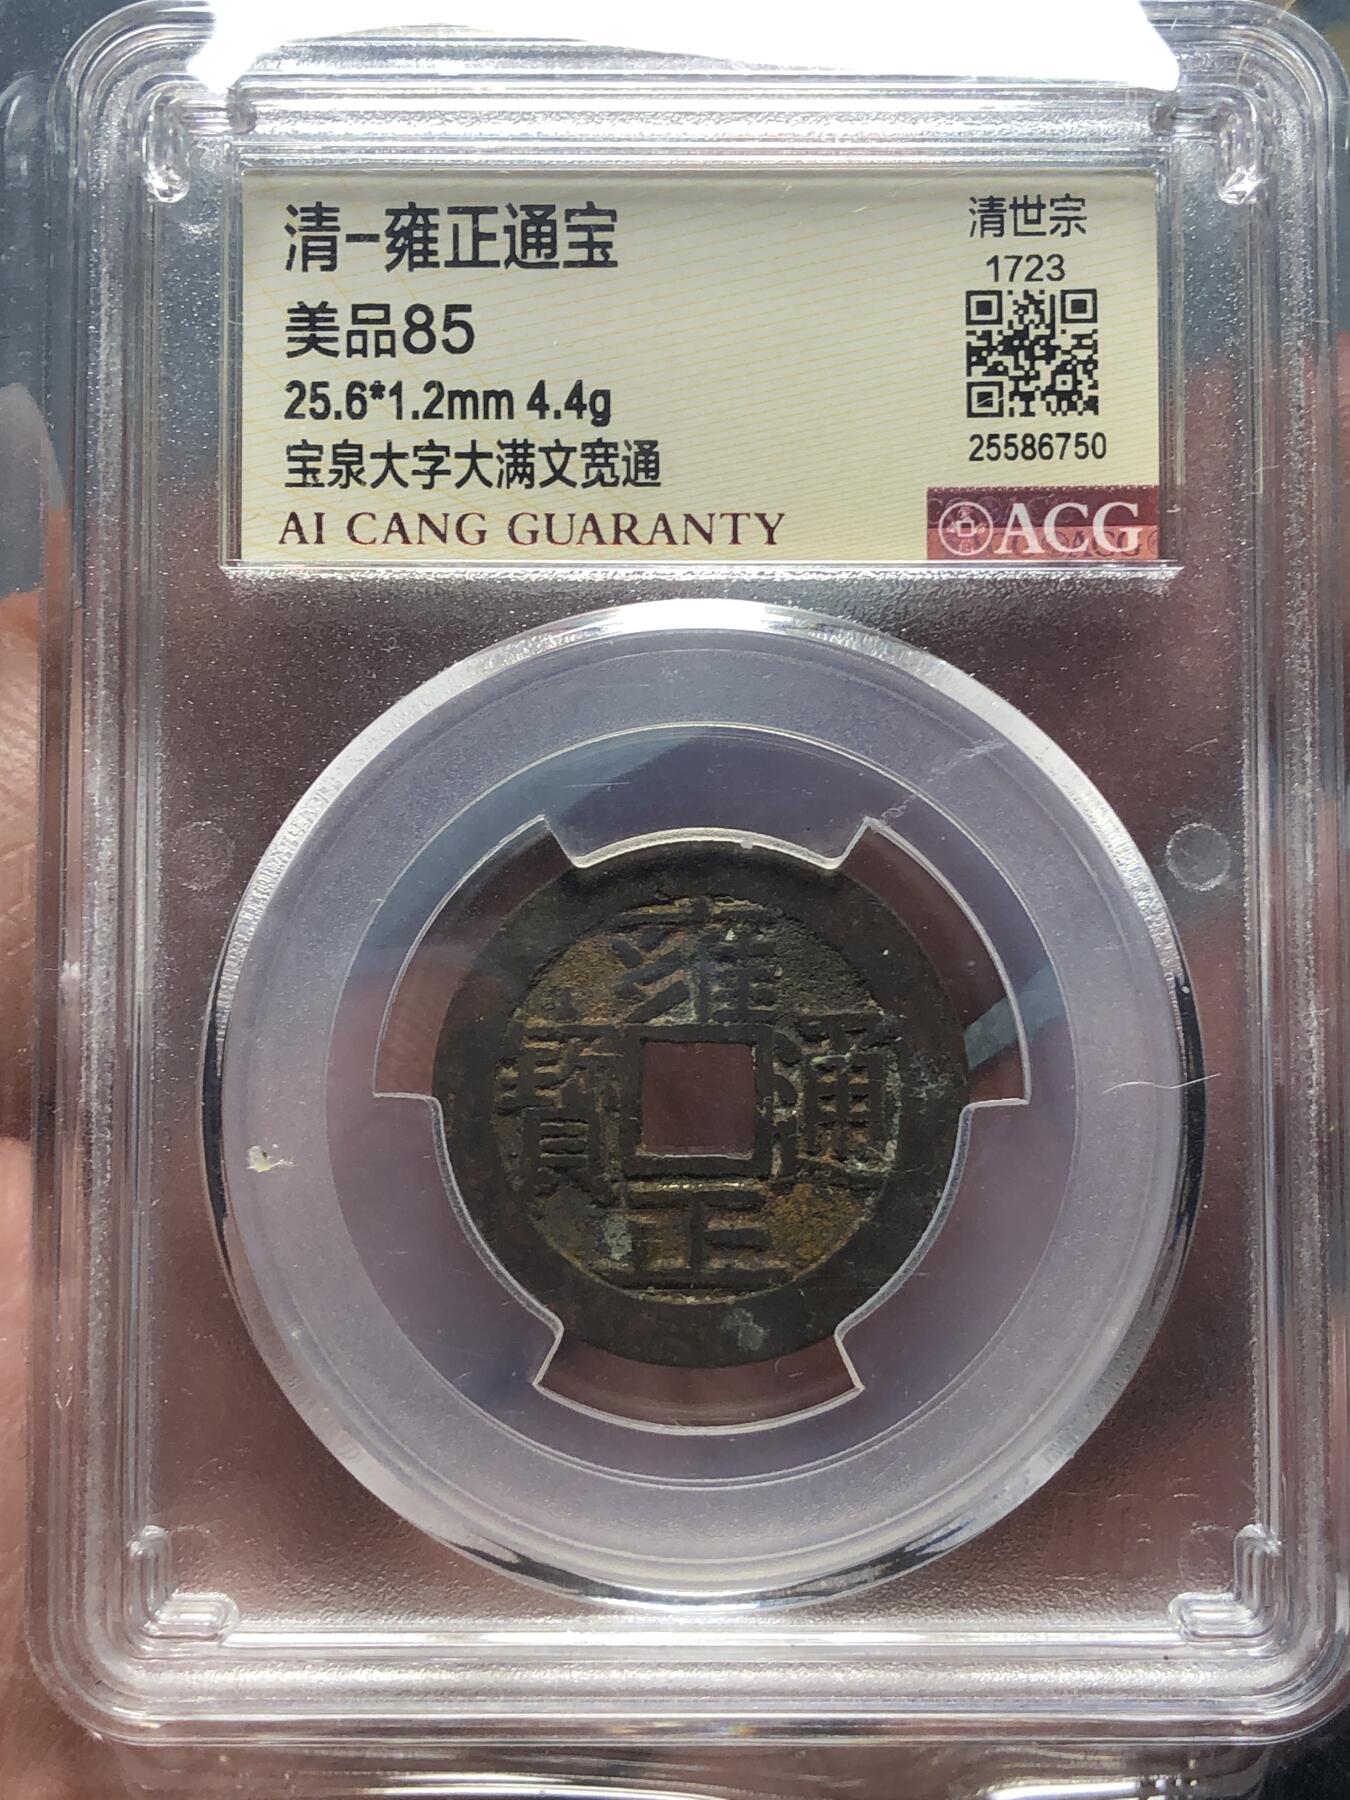 清-雍正通宝
美品85
25.6*1.2mm 4.4g
宝泉大字大满文宽通
AI CANG GUARANTY
清世宗
1723
25586750
ACG
雍
寶 通
正